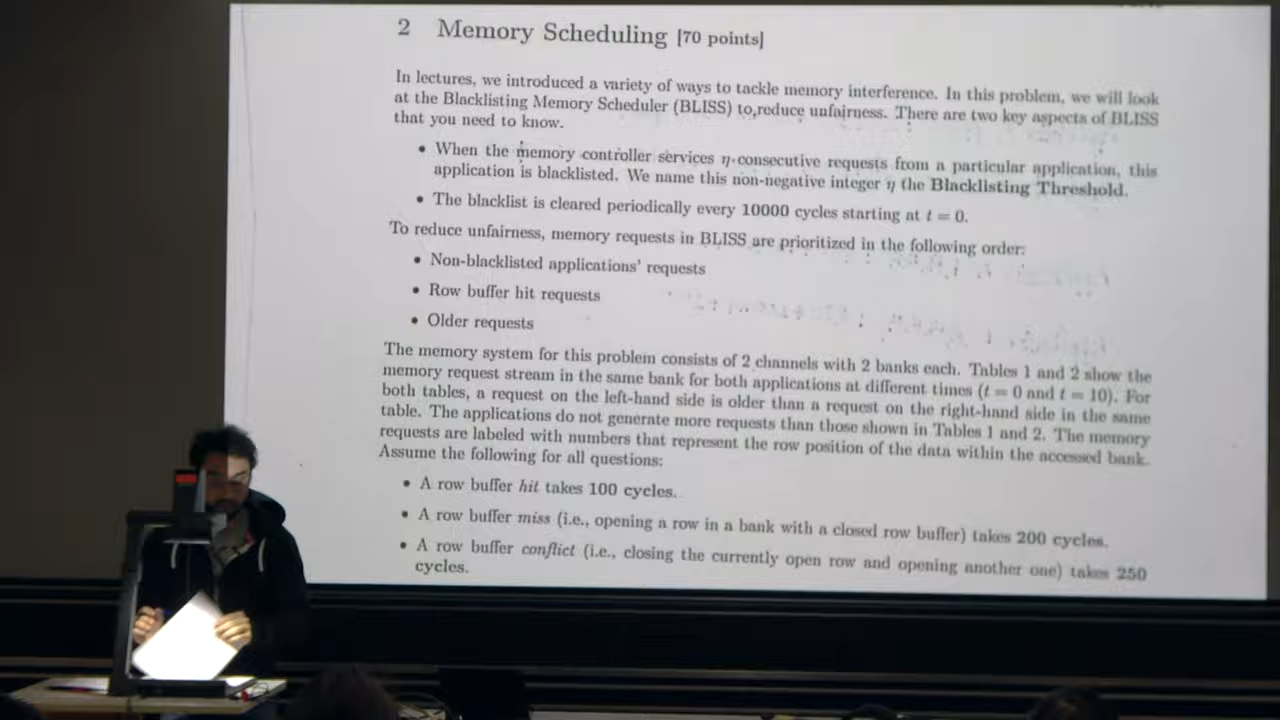 2 Memory Scheduling [70 points]
In lectures, we introduced a variety of ways to tackle memory interference. In this problem, we will look
at the Blacklisting Memory Scheduler (BLISS) to reduce unfairness. There are two key aspects of BLISS
that you need to know.
• When the memory controller services η consecutive requests from a particular application, this
application is blacklisted. We name this non-negative integer η the Blacklisting Threshold.
• The blacklist is cleared periodically every 10000 cycles starting at t = 0.
To reduce unfairness, memory requests in BLISS are prioritized in the following order:
• Non-blacklisted applications' requests
• Row buffer hit requests
• Older requests
The memory system for this problem consists of 2 channels with 2 banks each. Tables 1 and 2 show the
memory request stream in the same bank for both applications at different times (t = 0 and t = 10). For
both tables, a request on the left-hand side is older than a request on the right-hand side in the same
table. The applications do not generate more requests than those shown in Tables 1 and 2. The memory
requests are labeled with numbers that represent the row position of the data within the accessed bank.
Assume the following for all questions:
• A row buffer hit takes 100 cycles.
• A row buffer miss (i.e., opening a row in a bank with a closed row buffer) takes 200 cycles.
• A row buffer conflict (i.e., closing the currently open row and opening another one) takes 250
cycles.